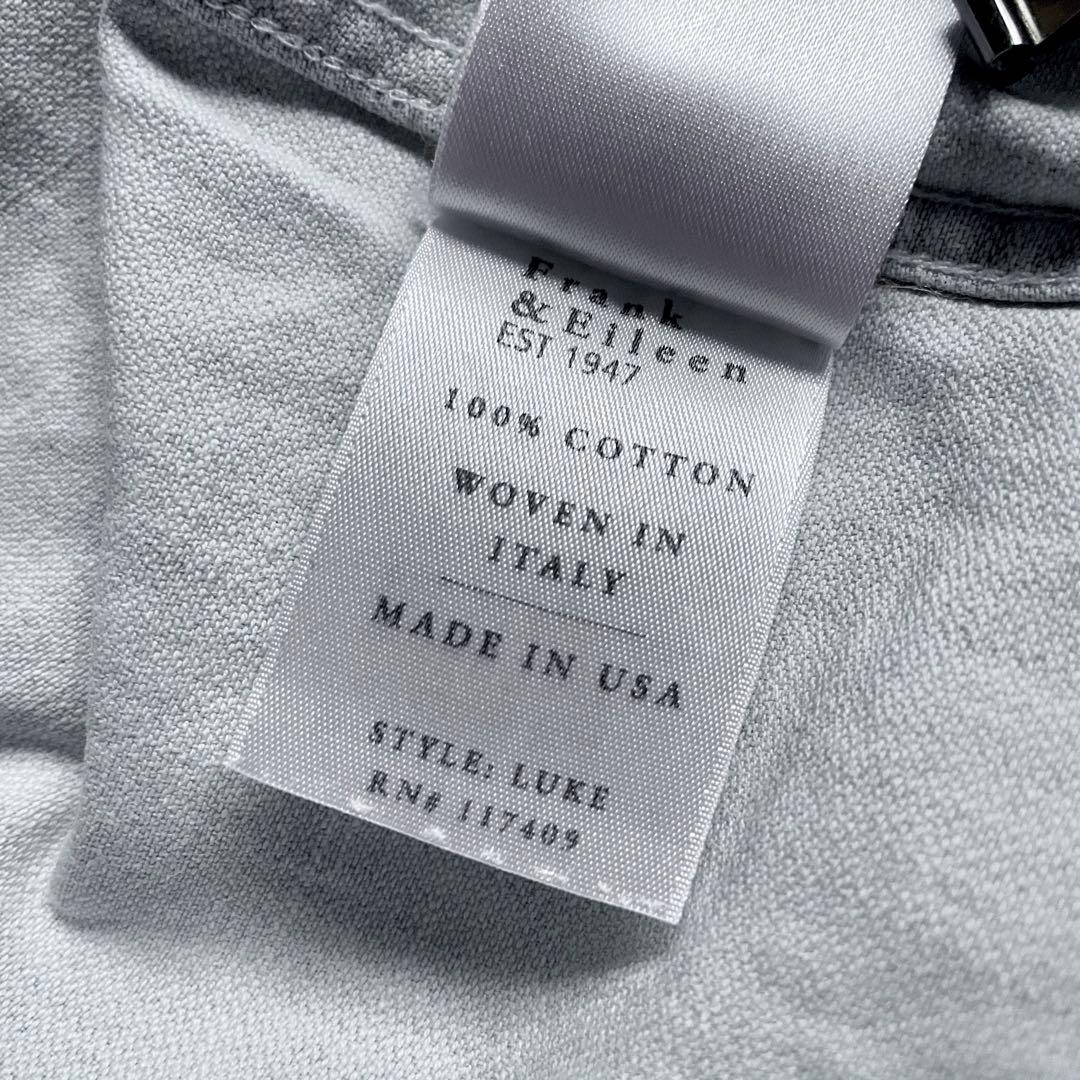 Frank
& Eileen
EST 1947
100% COTTON
WOVEN IN
ITALY
MADE IN USA
STYLE: LUKE
RN# 117409